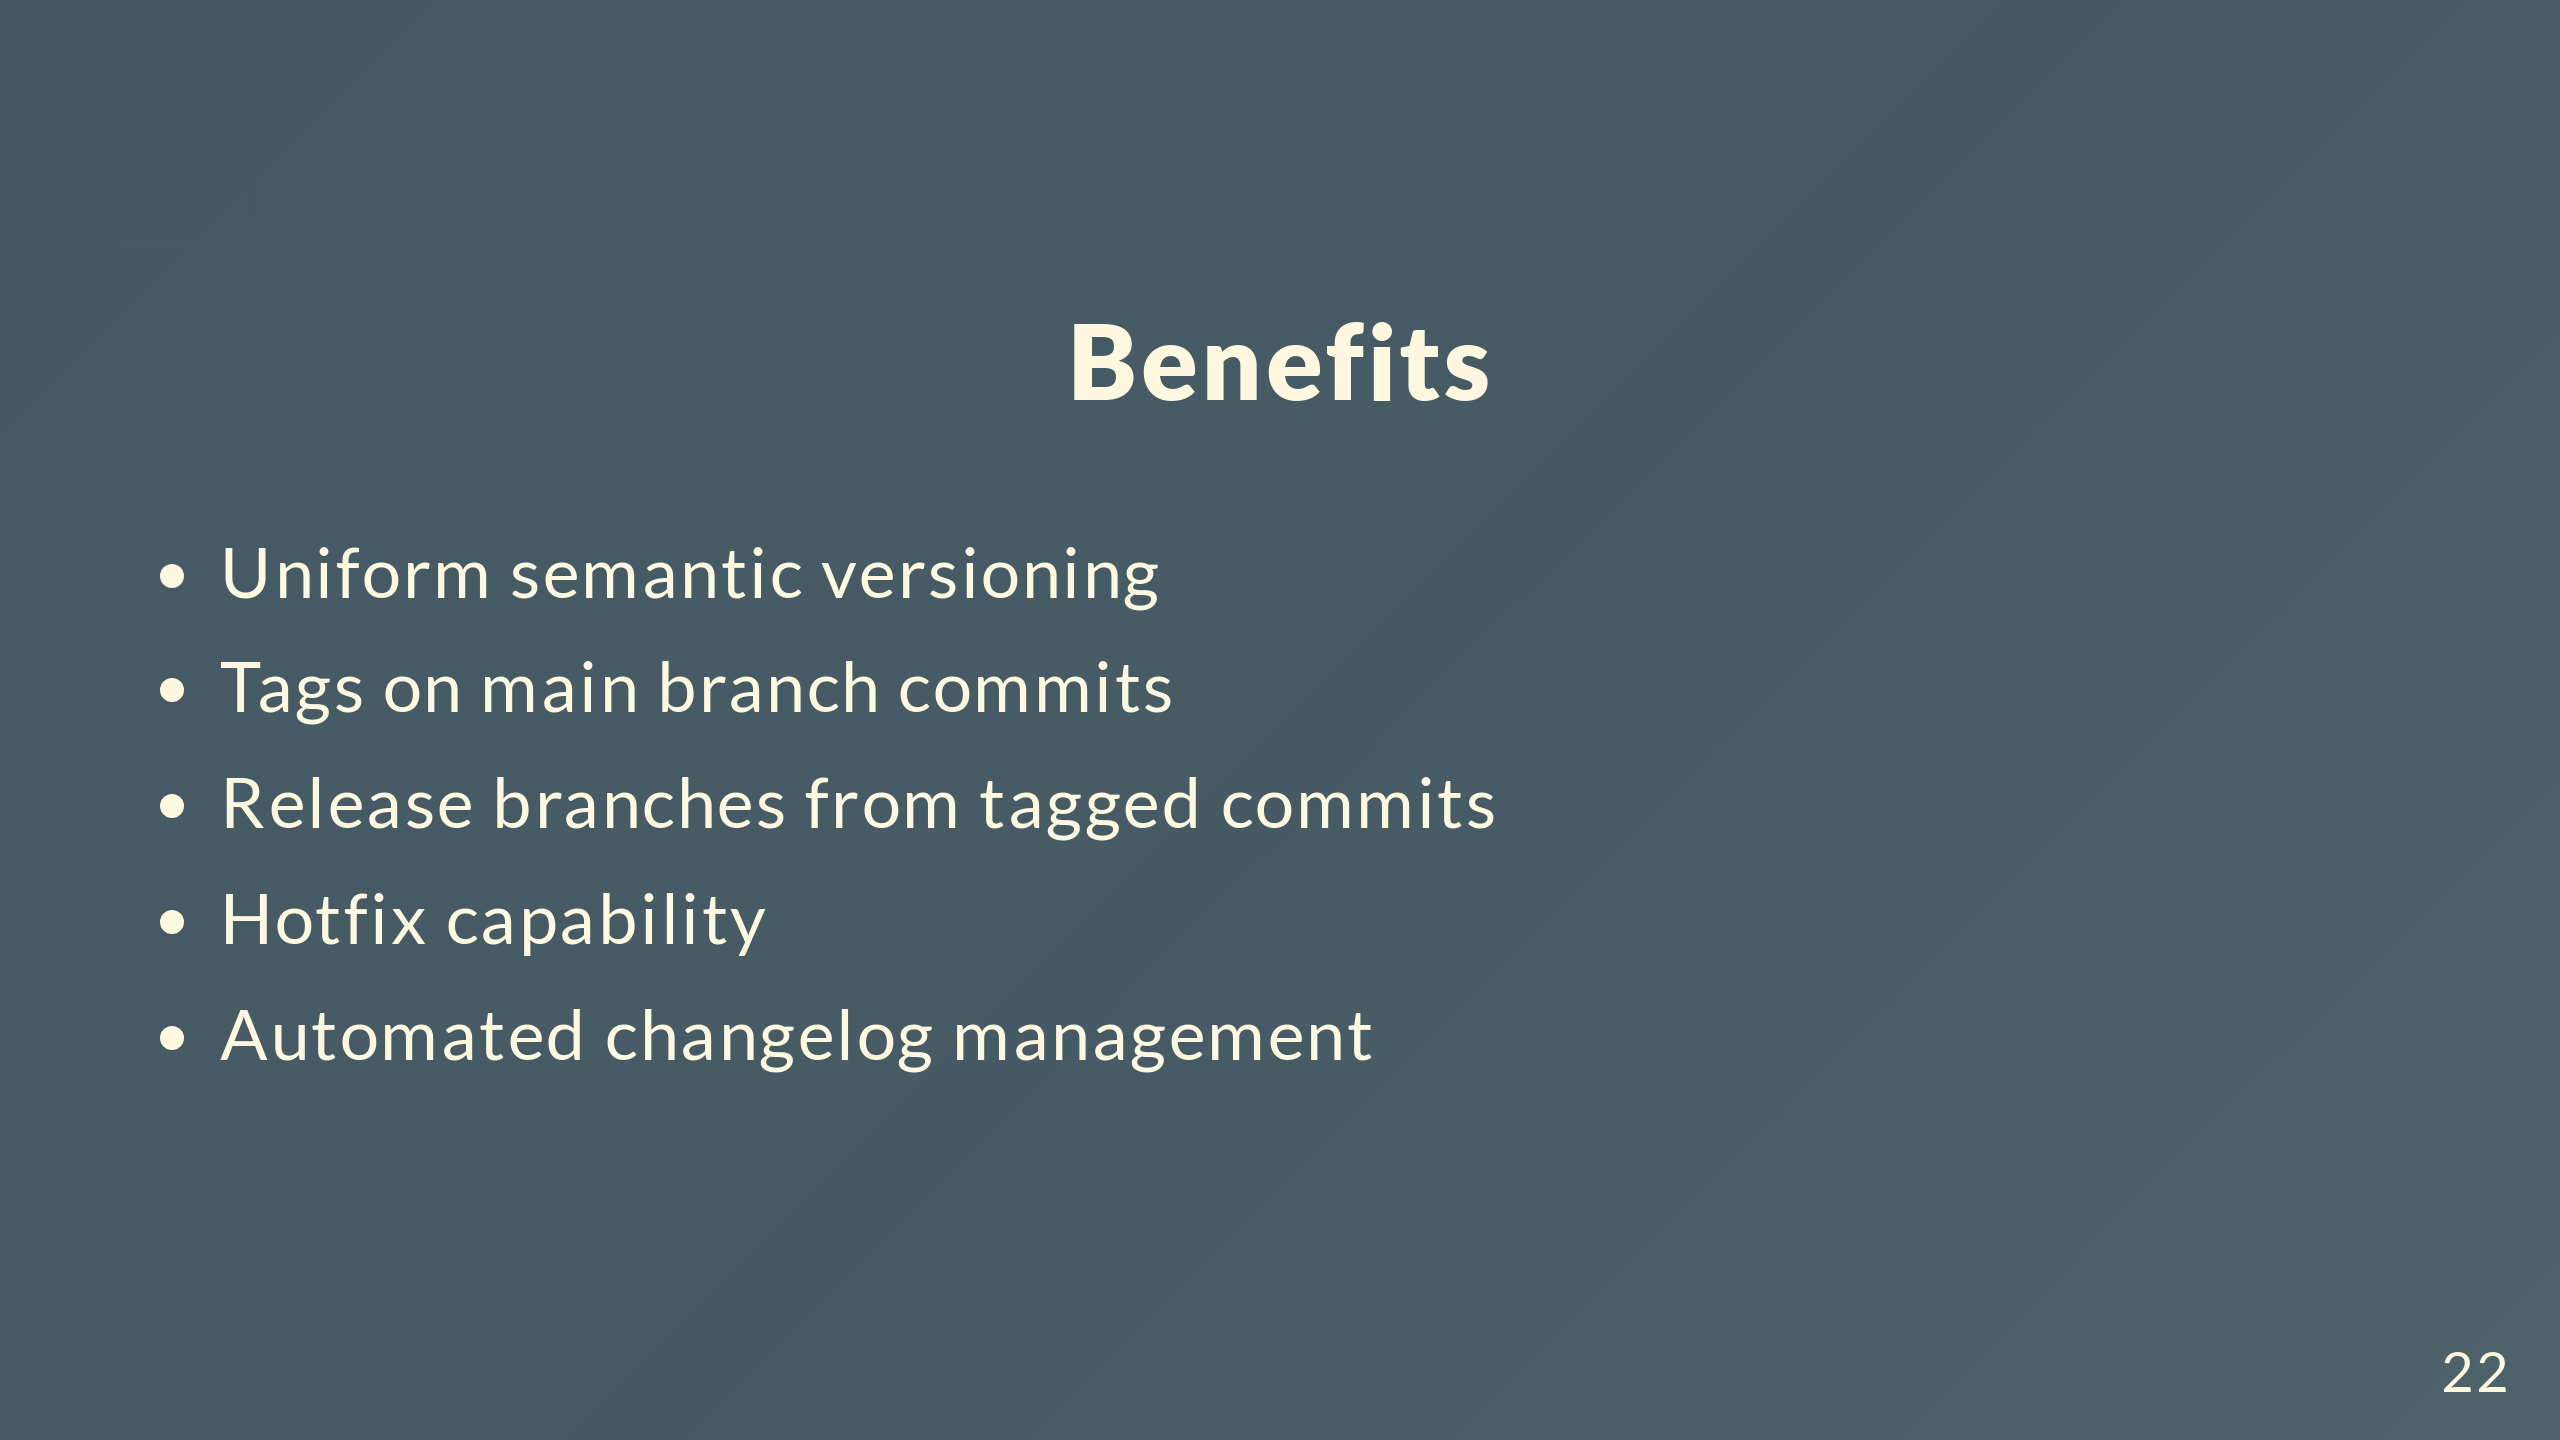 Benefits
• Uniform semantic versioning
• Tags on main branch commits
• Release branches from tagged commits
• Hotfix capability
• Automated changelog management
22